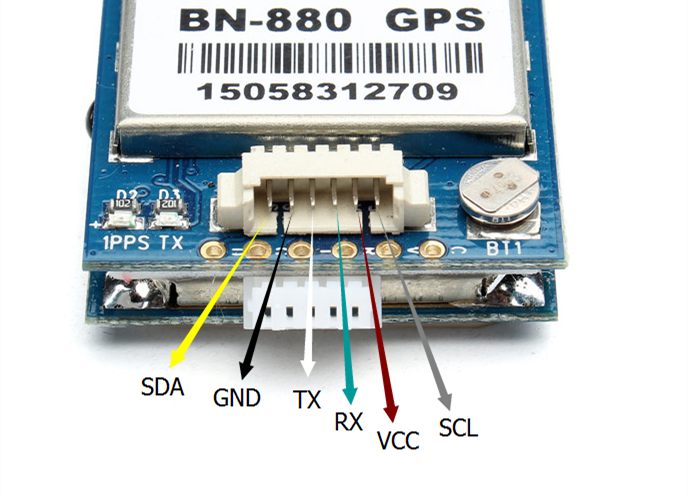 BN-880 GPS
15058312709
D2 D3
102 201
+
1PPS TX
BT1
SDA
GND
TX
RX
VCC
SCL